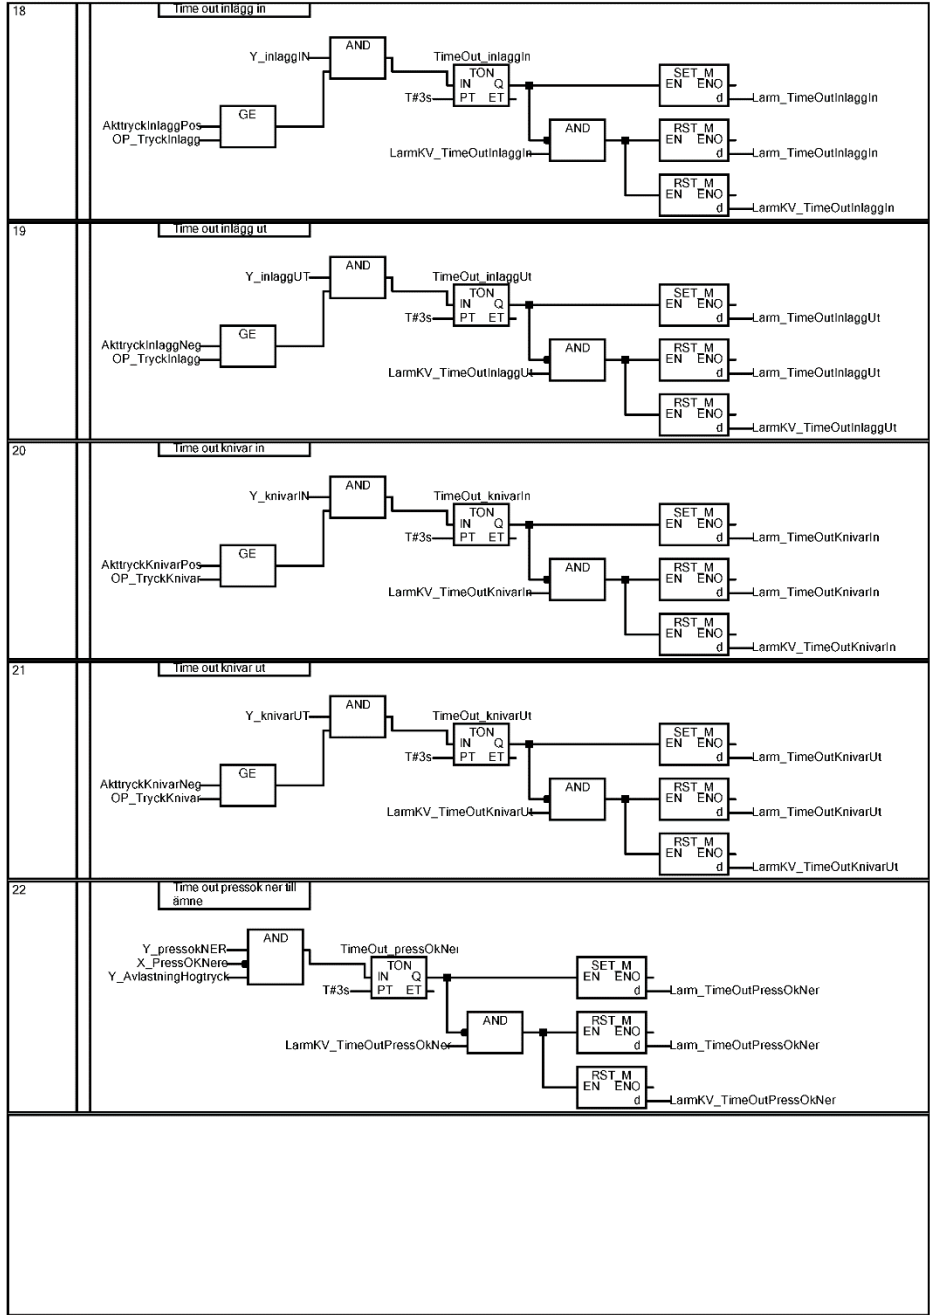 18
Time out inlägg in
Y_inlaggIN
AND
TimeOut_inlaggIn
TON
IN Q
T#3s
PT ET
SET_M
EN ENO
d
Larm_TimeOutInlaggIn
GE
AkttryckInlaggPos
OP_TryckInlagg
AND
LarmKV_TimeOutInlaggIn
RST_M
EN ENO
d
Larm_TimeOutInlaggIn
RST_M
EN ENO
d
LarmKV_TimeOutInlaggIn
19
Time out inlägg ut
Y_inlaggUT
AND
TimeOut_inlaggUt
TON
IN Q
T#3s
PT ET
SET_M
EN ENO
d
Larm_TimeOutInlaggUt
GE
AkttryckInlaggNeg
OP_TryckInlagg
AND
LarmKV_TimeOutInlaggUt
RST_M
EN ENO
d
Larm_TimeOutInlaggUt
RST_M
EN ENO
d
LarmKV_TimeOutInlaggUt
20
Time out knivar in
Y_knivarIN
AND
TimeOut_knivarIn
TON
IN Q
T#3s
PT ET
SET_M
EN ENO
d
Larm_TimeOutKnivarIn
GE
AkttryckKnivarPos
OP_TryckKnivar
AND
LarmKV_TimeOutKnivarIn
RST_M
EN ENO
d
Larm_TimeOutKnivarIn
RST_M
EN ENO
d
LarmKV_TimeOutKnivarIn
21
Time out knivar ut
Y_knivarUT
AND
TimeOut_knivarUt
TON
IN Q
T#3s
PT ET
SET_M
EN ENO
d
Larm_TimeOutKnivarUt
GE
AkttryckKnivarNeg
OP_TryckKnivar
AND
LarmKV_TimeOutKnivarUt
RST_M
EN ENO
d
Larm_TimeOutKnivarUt
RST_M
EN ENO
d
LarmKV_TimeOutKnivarUt
22
Time out pressok ner till
ämne
Y_pressokNER
X_PressOKNere
Y_AvlastningHogtryck
AND
TimeOut_pressOkNer
TON
IN Q
T#3s
PT ET
SET_M
EN ENO
d
Larm_TimeOutPressOkNer
AND
LarmKV_TimeOutPressOkNer
RST_M
EN ENO
d
Larm_TimeOutPressOkNer
RST_M
EN ENO
d
LarmKV_TimeOutPressOkNer